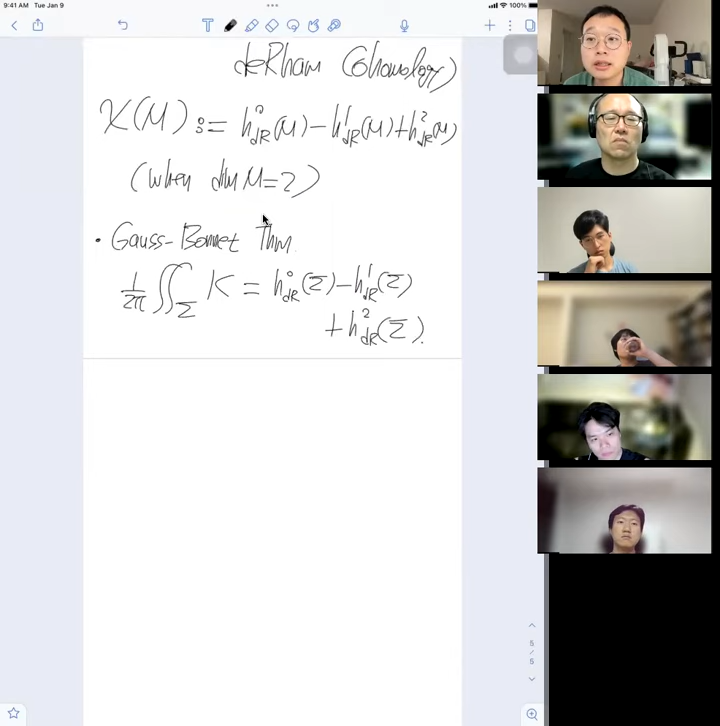 9:41 AM Tue Jan 9
100%
deRham Cohomology)
χ(M) := h⁰dR(M) − h¹dR(M) + h²dR(M)
(when dim M=2)
• Gauss-Bonnet Thm.
1/2π ∬Σ K = h⁰dR(Σ) − h¹dR(Σ)
+ h²dR(Σ).
5
/
5